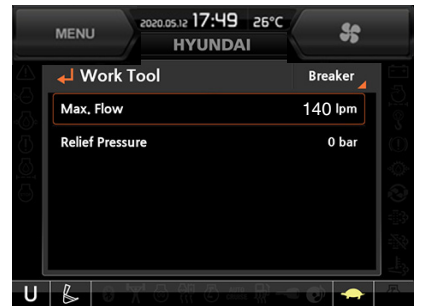 MENU
2020.05.12 17:49 26°C
HYUNDAI
Work Tool
Breaker
Max. Flow
140 lpm
Relief Pressure
0 bar
U